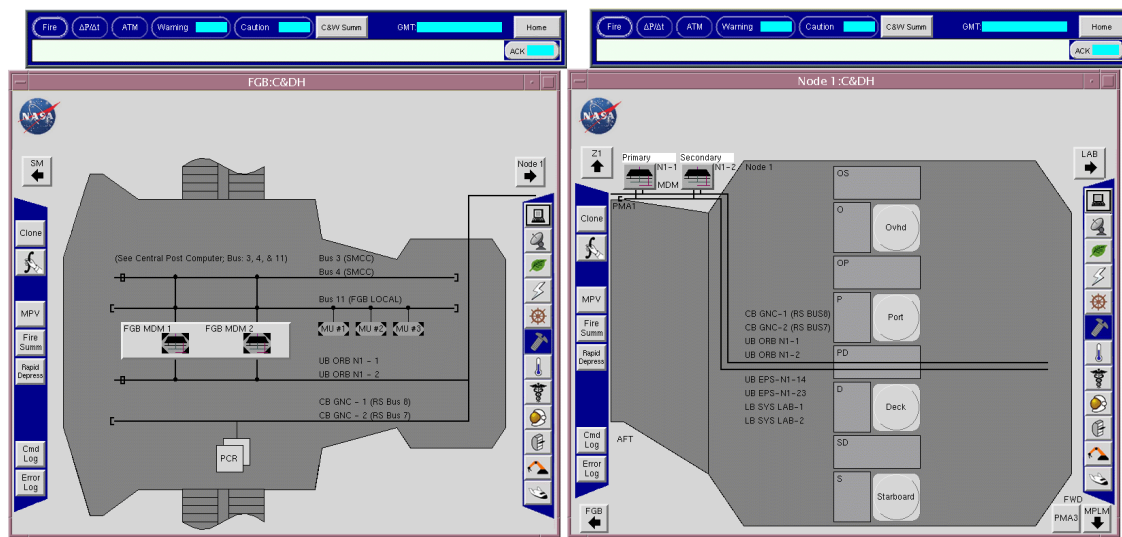 Fire ΔP/Δt ATM Warning Caution C&W Summ GMT: Home
ACK
FGB:C&DH
NASA
SM
Node 1
Clone
(See Central Post Computer; Bus: 3, 4, & 11)
Bus 3 (SMCC)
Bus 4 (SMCC)
Bus 11 (FGB LOCAL)
MPV
FGB MDM 1
FGB MDM 2
MU #1
MU #2
MU #3
Fire
Summ
Rapid
Depress
UB ORB N1 - 1
UB ORB N1 - 2
CB GNC - 1 (RS Bus 8)
CB GNC - 2 (RS Bus 7)
PCR
Cmd
Log
Error
Log
Fire ΔP/Δt ATM Warning Caution C&W Summ GMT: Home
ACK
Node 1:C&DH
NASA
Z1
Primary
Secondary
N1-1
N1-2
MDM
Node 1
LAB
PMA1
Clone
OS
O
Ovhd
OP
MPV
P
Port
CB GNC-1 (RS BUS8)
CB GNC-2 (RS BUS7)
UB ORB N1-1
UB ORB N1-2
Fire
Summ
Rapid
Depress
PD
UB EPS-N1-14
UB EPS-N1-23
LB SYS LAB-1
LB SYS LAB-2
D
Deck
AFT
Cmd
Log
SD
Error
Log
S
Starboard
FWD
FGB
PMA3
MPLM